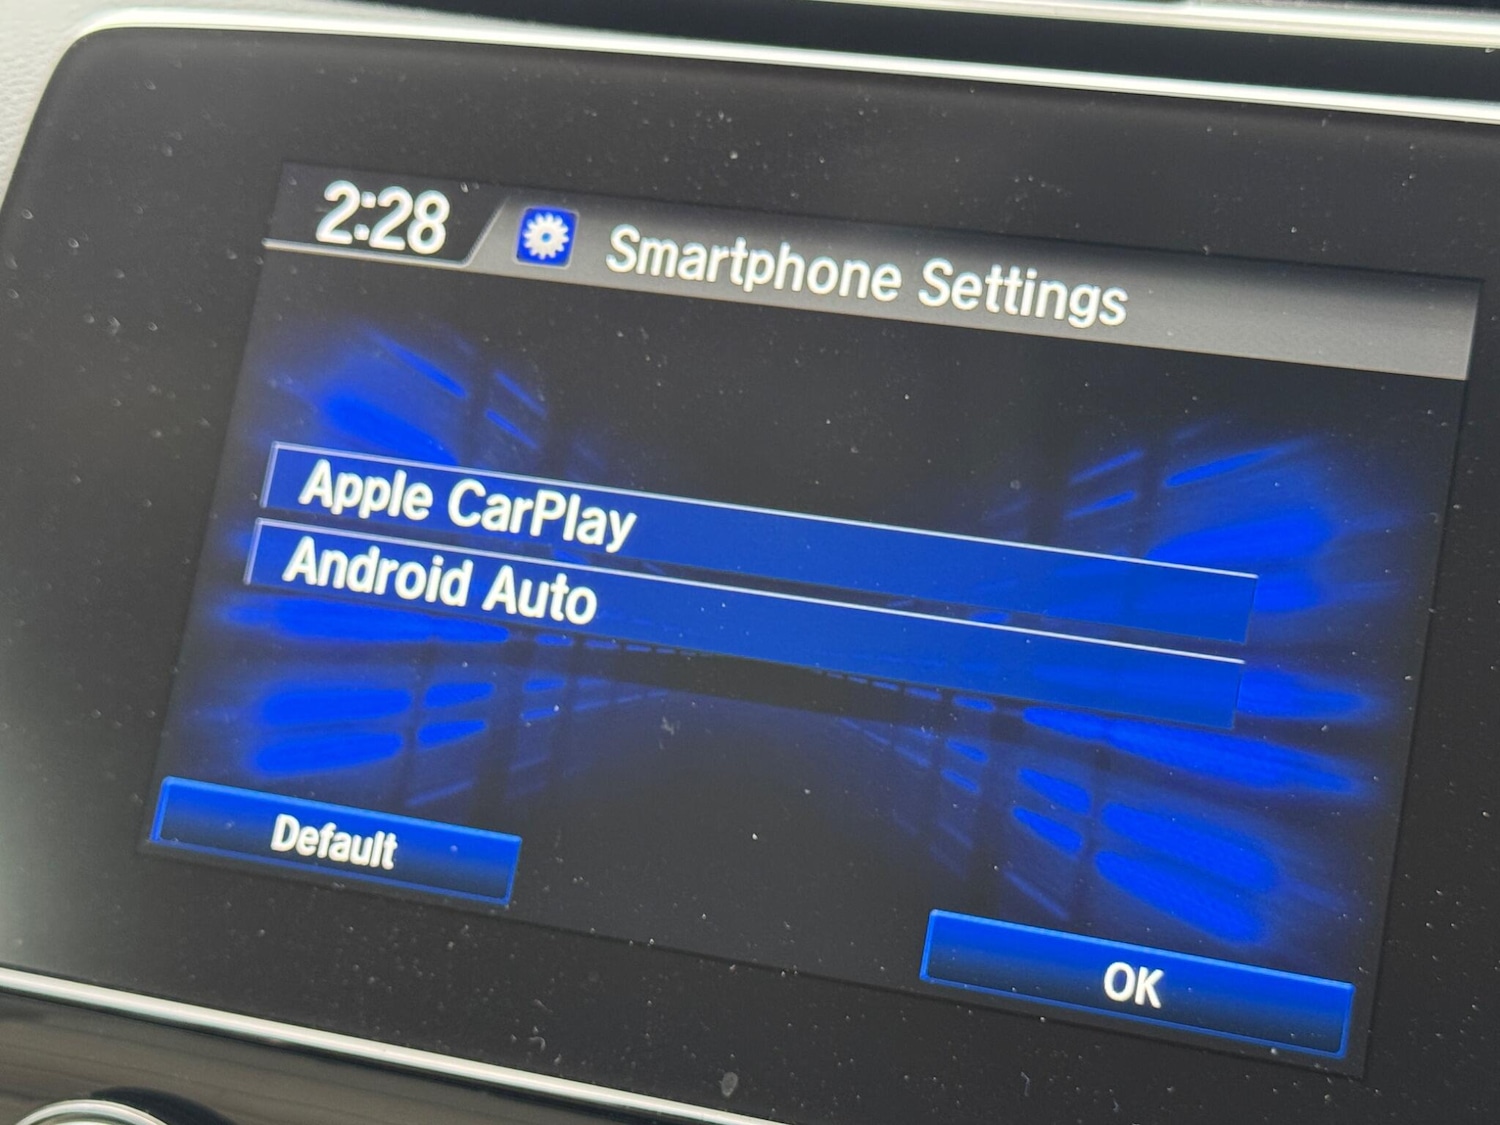 2:28
Smartphone Settings
Apple CarPlay
Android Auto
Default
OK